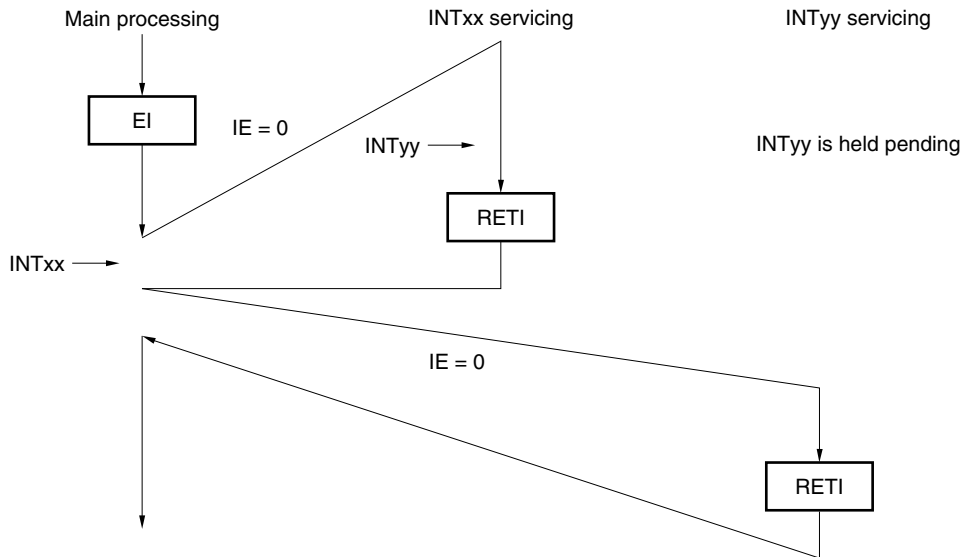 Main processing
INTxx servicing
INTyy servicing
EI
IE = 0
INTyy
INTyy is held pending
RETI
INTxx
IE = 0
RETI